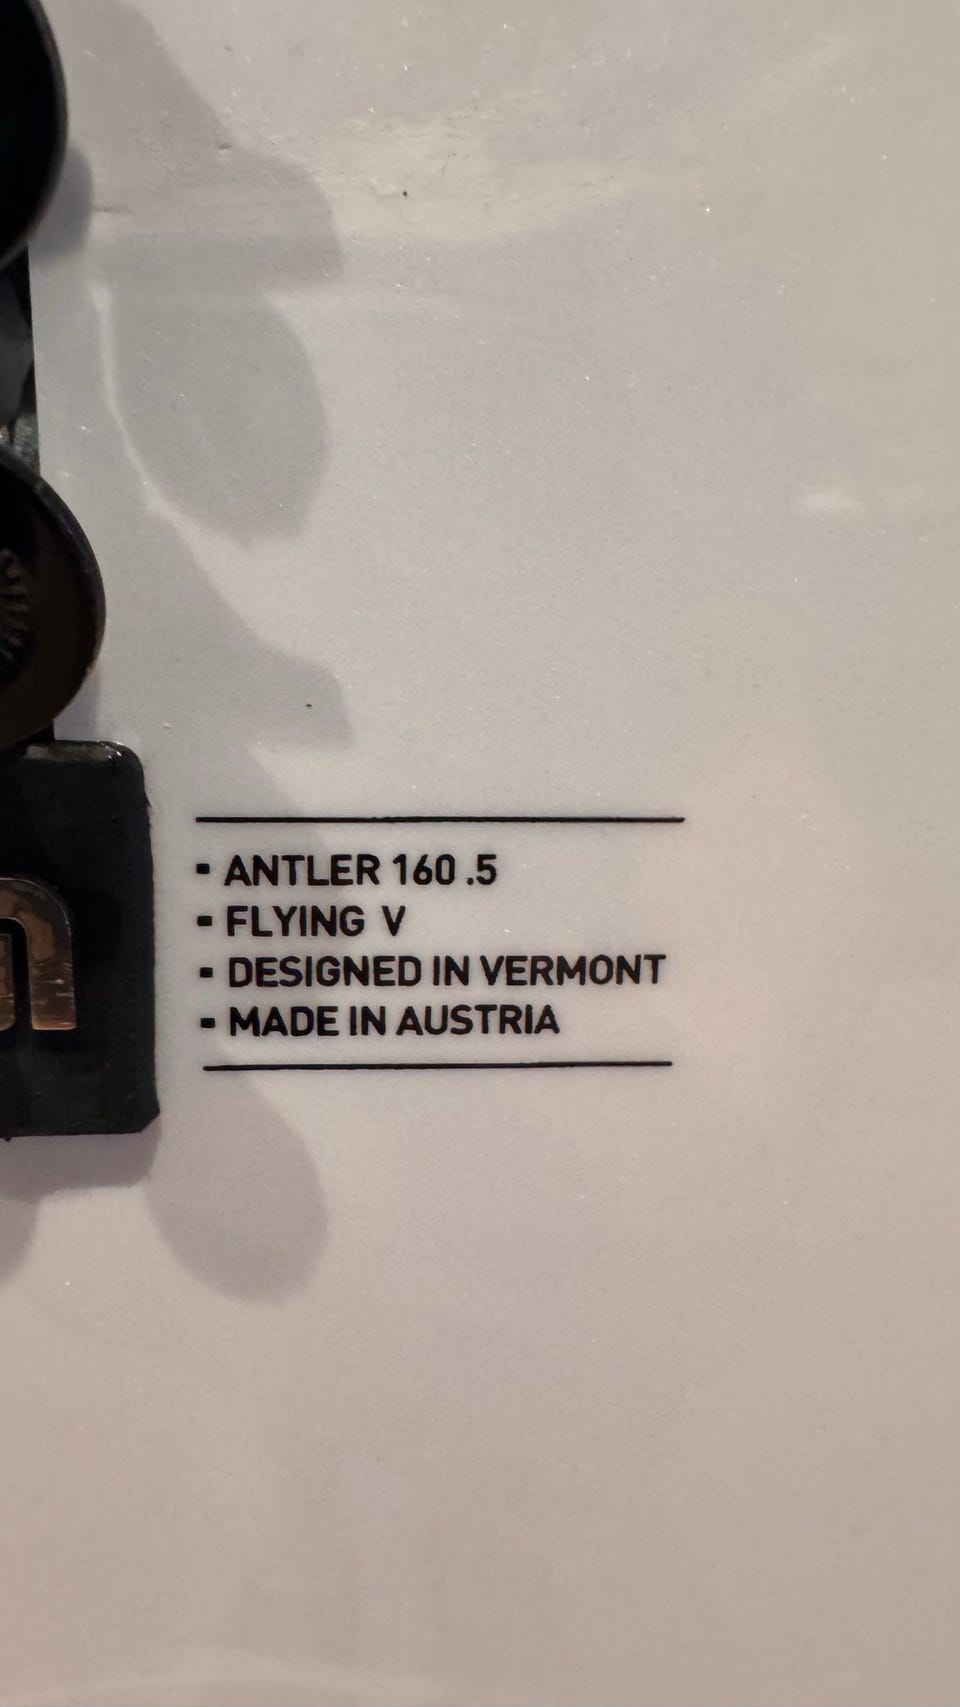 ▪ ANTLER 160 .5
▪ FLYING V
▪ DESIGNED IN VERMONT
▪ MADE IN AUSTRIA